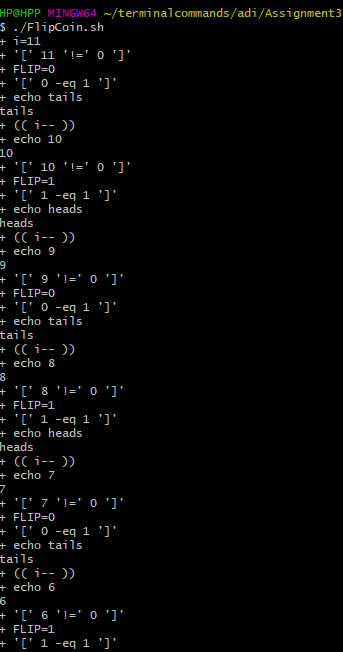 HP@HPP MINGW64 ~/terminalcommands/adi/Assignment3
$ ./FlipCoin.sh
+ i=11
+ '[' 11 '!=' 0 ']'
+ FLIP=0
+ '[' 0 -eq 1 ']'
+ echo tails
tails
+ (( i-- ))
+ echo 10
10
+ '[' 10 '!=' 0 ']'
+ FLIP=1
+ '[' 1 -eq 1 ']'
+ echo heads
heads
+ (( i-- ))
+ echo 9
9
+ '[' 9 '!=' 0 ']'
+ FLIP=0
+ '[' 0 -eq 1 ']'
+ echo tails
tails
+ (( i-- ))
+ echo 8
8
+ '[' 8 '!=' 0 ']'
+ FLIP=1
+ '[' 1 -eq 1 ']'
+ echo heads
heads
+ (( i-- ))
+ echo 7
7
+ '[' 7 '!=' 0 ']'
+ FLIP=0
+ '[' 0 -eq 1 ']'
+ echo tails
tails
+ (( i-- ))
+ echo 6
6
+ '[' 6 '!=' 0 ']'
+ FLIP=1
+ '[' 1 -eq 1 ']'